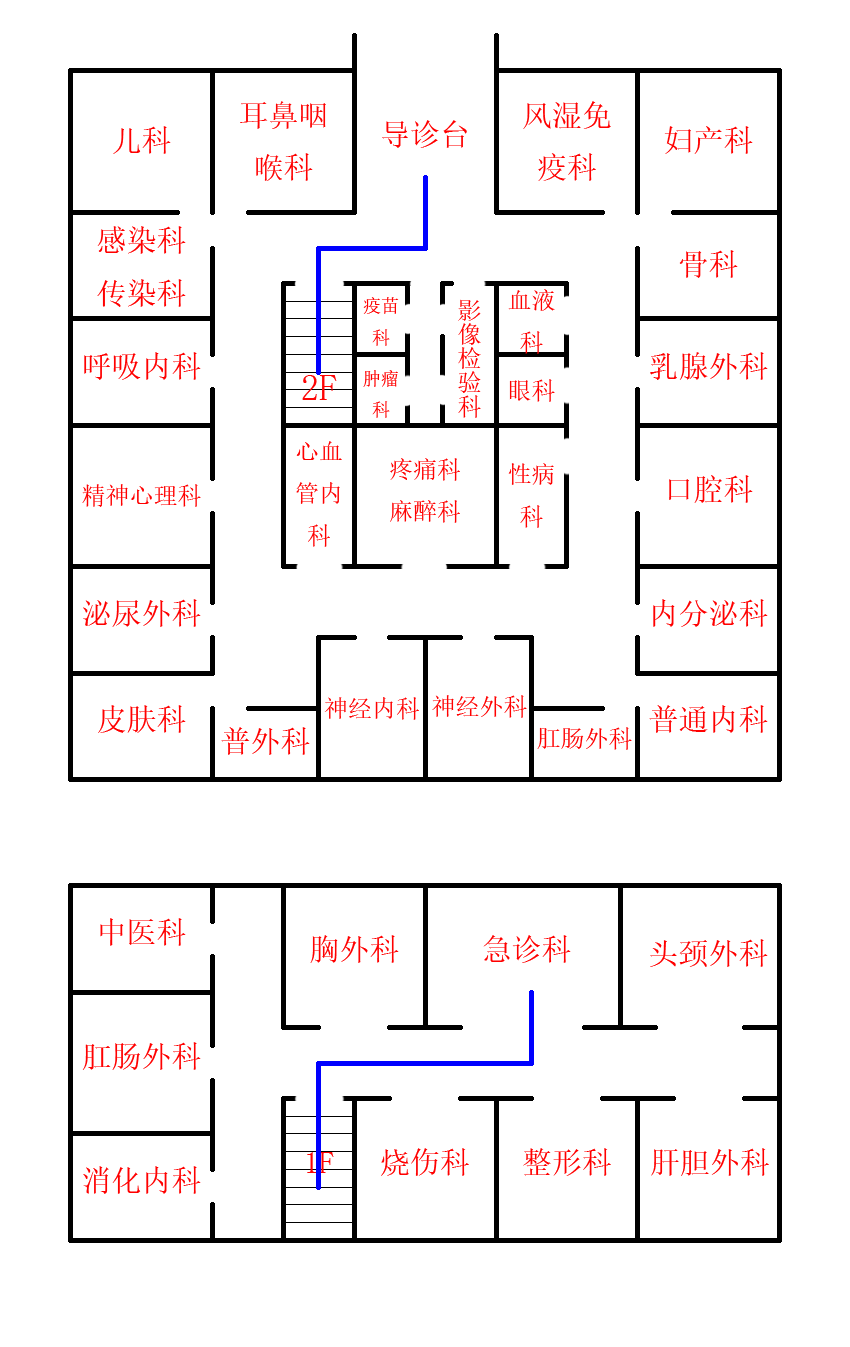 儿科
耳鼻咽
喉科
导诊台
风湿免
疫科
妇产科
感染科
传染科
骨科
疫苗
科
影
像
检
验
科
血液
科
呼吸内科
2F
肿瘤
科
眼科
乳腺外科
精神心理科
心血
管内
科
疼痛科
麻醉科
性病
科
口腔科
泌尿外科
内分泌科
皮肤科
普外科
神经内科
神经外科
肛肠外科
普通内科
中医科
胸外科
急诊科
头颈外科
肛肠外科
消化内科
1F
烧伤科
整形科
肝胆外科